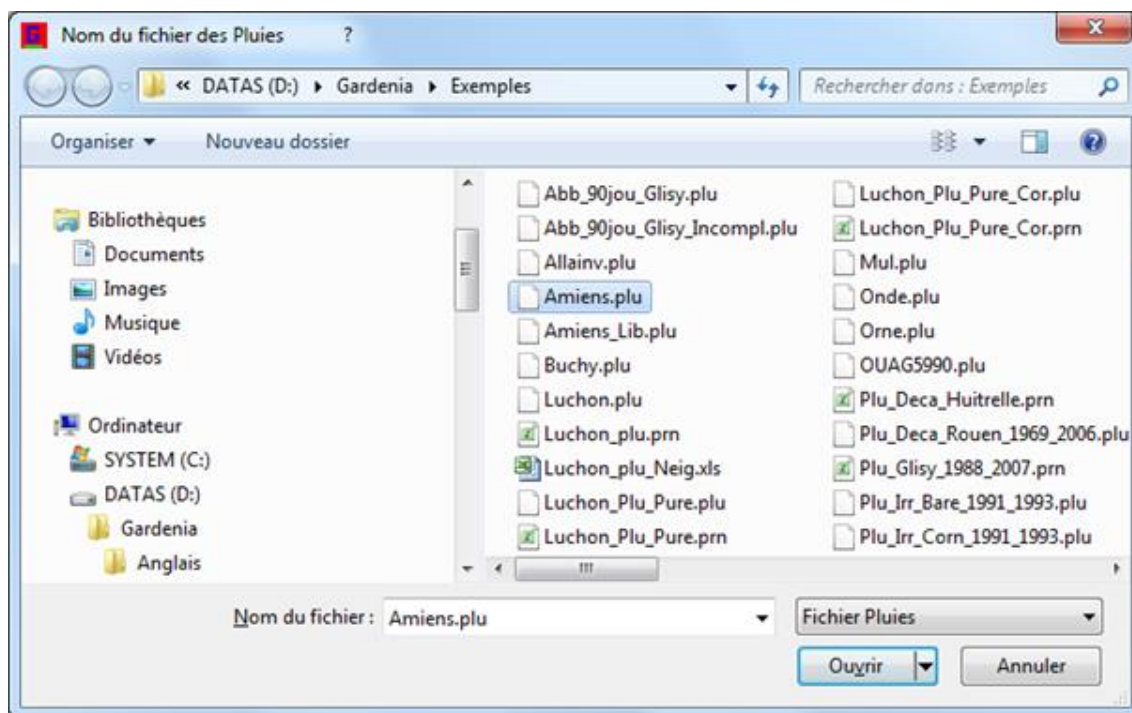 Nom du fichier des Pluies ?
« DATAS (D:) Gardenia Exemples
Rechercher dans : Exemples
Organiser
Nouveau dossier
Bibliothèques
Documents
Images
Musique
Vidéos
Ordinateur
SYSTEM (C:)
DATAS (D:)
Gardenia
Anglais
Abb_90jou_Glisy.plu
Abb_90jou_Glisy_Incompl.plu
Allainv.plu
Amiens.plu
Amiens_Lib.plu
Buchy.plu
Luchon.plu
Luchon_plu.prn
Luchon_plu_Neig.xls
Luchon_Plu_Pure.plu
Luchon_Plu_Pure.prn
Luchon_Plu_Pure_Cor.plu
Luchon_Plu_Pure_Cor.prn
Mul.plu
Onde.plu
Orne.plu
OUAG5990.plu
Plu_Deca_Huitrelle.prn
Plu_Deca_Rouen_1969_2006.plu
Plu_Glisy_1988_2007.prn
Plu_Irr_Bare_1991_1993.plu
Plu_Irr_Corn_1991_1993.plu
Nom du fichier : Amiens.plu
Fichier Pluies
Ouvrir
Annuler